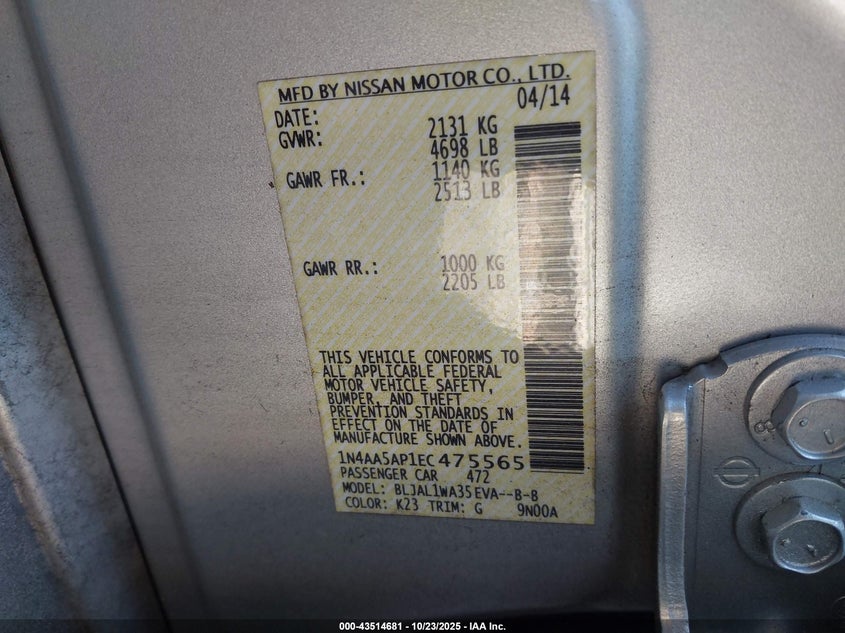 MFD BY NISSAN MOTOR CO., LTD.
DATE: 04/14
GVWR: 2131 KG
4698 LB
GAWR FR.: 1140 KG
2513 LB
GAWR RR.: 1000 KG
2205 LB
THIS VEHICLE CONFORMS TO
ALL APPLICABLE FEDERAL
MOTOR VEHICLE SAFETY,
BUMPER, AND THEFT
PREVENTION STANDARDS IN
EFFECT ON THE DATE OF
MANUFACTURE SHOWN ABOVE.
1N4AA5AP1EC475565
PASSENGER CAR 472
MODEL: BLJAL1WA35EVA--B-B
COLOR: K23 TRIM: G 9N00A
8
000-43514681 - 10/23/2025 - IAA Inc.